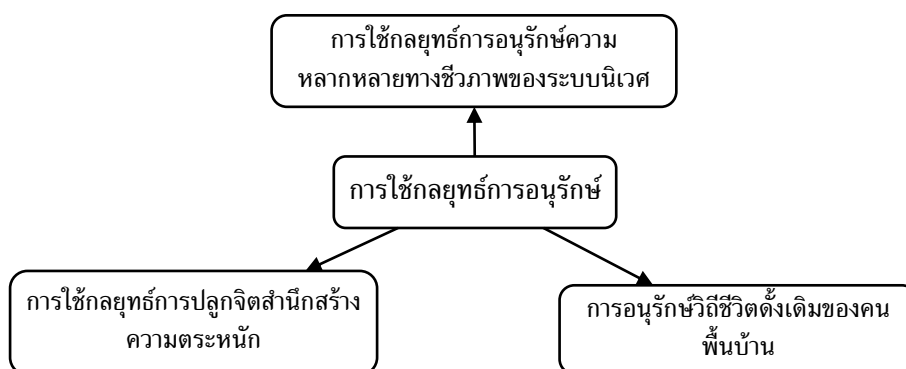 การใช้กลยุทธ์การอนุรักษ์ความ
หลากหลายทางชีวภาพของระบบนิเวศ
การใช้กลยุทธ์การอนุรักษ์
การใช้กลยุทธ์การปลูกจิตสำนึกสร้าง
ความตระหนัก
การอนุรักษ์วิถีชีวิตดั้งเดิมของคน
พื้นบ้าน